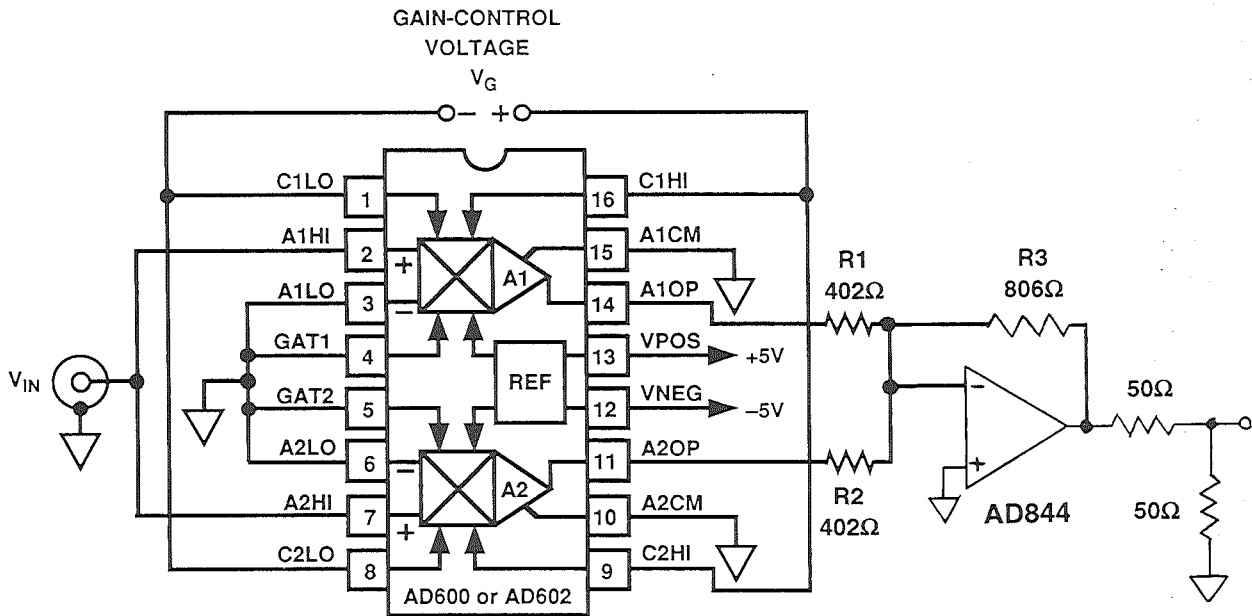 GAIN-CONTROL
VOLTAGE
VG
− +
C1LO 1 16 C1HI
A1HI 2 15 A1CM
+ A1
A1LO 3 14 A1OP
−
GAT1 4 13 VPOS +5V
REF
GAT2 5 12 VNEG −5V
A2LO 6 11 A2OP
− A2
A2HI 7 10 A2CM
+
C2LO 8 9 C2HI
AD600 or AD602
VIN
R1
402Ω
R3
806Ω
R2
402Ω
−
+
AD844
50Ω
50Ω